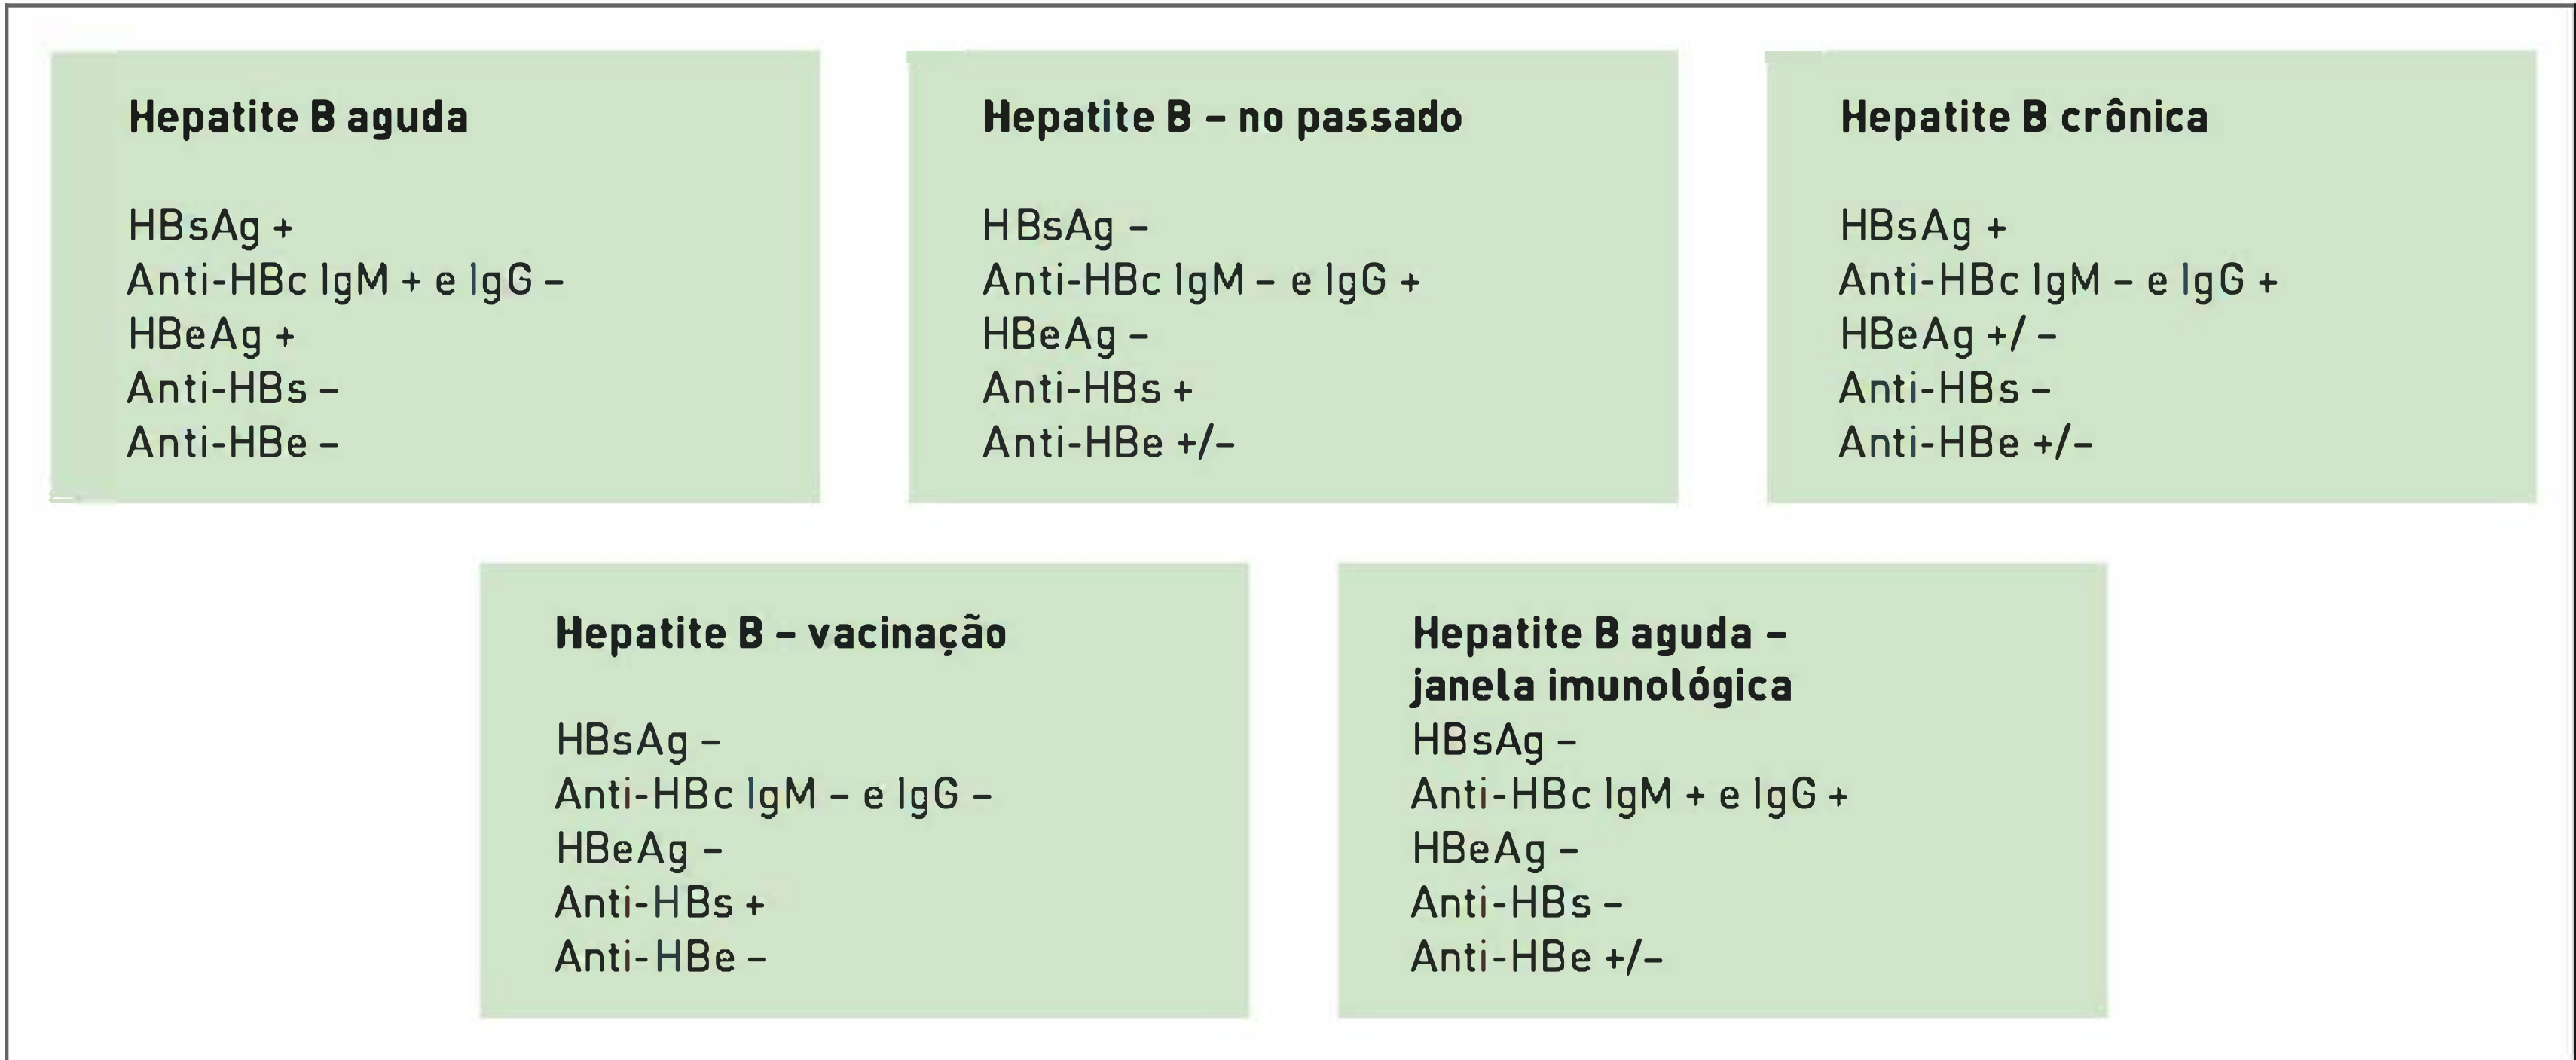 Hepatite B aguda
HBsAg +
Anti-HBc IgM + e IgG –
HBeAg +
Anti-HBs –
Anti-HBe –
Hepatite B – no passado
HBsAg –
Anti-HBc IgM – e IgG +
HBeAg –
Anti-HBs +
Anti-HBe +/–
Hepatite B crônica
HBsAg +
Anti-HBc IgM – e IgG +
HBeAg +/ –
Anti-HBs –
Anti-HBe +/–
Hepatite B – vacinação
HBsAg –
Anti-HBc IgM – e IgG –
HBeAg –
Anti-HBs +
Anti-HBe –
Hepatite B aguda –
janela imunológica
HBsAg –
Anti-HBc IgM + e IgG +
HBeAg –
Anti-HBs –
Anti-HBe +/–